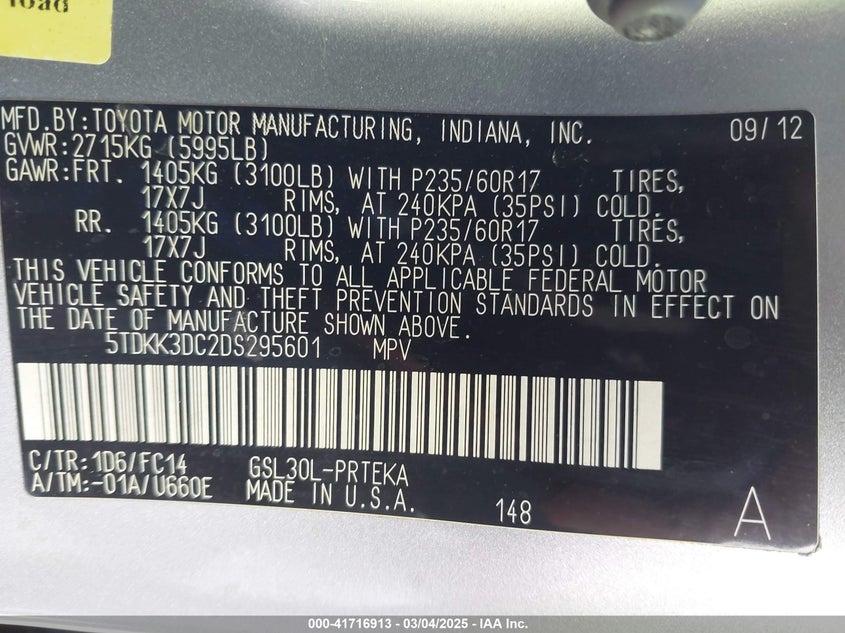 load
MFD.BY:TOYOTA MOTOR MANUFACTURING, INDIANA, INC. 09/12
GVWR:2715KG (5995LB)
GAWR:FRT. 1405KG (3100LB) WITH P235/60R17 TIRES,
17X7J RIMS, AT 240KPA (35PSI) COLD.
RR. 1405KG (3100LB) WITH P235/60R17 TIRES,
17X7J RIMS, AT 240KPA (35PSI) COLD.
THIS VEHICLE CONFORMS TO ALL APPLICABLE FEDERAL MOTOR
VEHICLE SAFETY AND THEFT PREVENTION STANDARDS IN EFFECT ON
THE DATE OF MANUFACTURE SHOWN ABOVE.
5TDKK3DC2DS295601 MPV
C/TR:1D6/FC14 GSL30L-PRTEKA
A/TM:-01A/U660E MADE IN U.S.A. 148 A
000-41716913 - 03/04/2025 - IAA Inc.